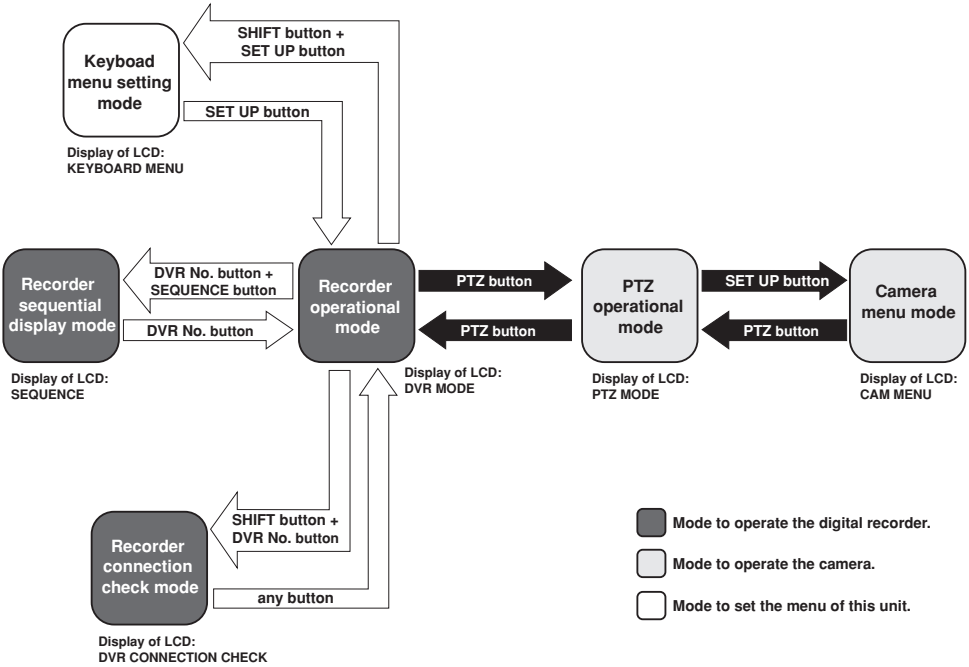 SHIFT button +
SET UP button
Keyboad
menu setting
mode
SET UP button
Display of LCD:
KEYBOARD MENU
Recorder
sequential
display mode
DVR No. button +
SEQUENCE button
DVR No. button
Recorder
operational
mode
PTZ button
PTZ button
PTZ
operational
mode
SET UP button
PTZ button
Camera
menu mode
Display of LCD:
SEQUENCE
Display of LCD:
DVR MODE
Display of LCD:
PTZ MODE
Display of LCD:
CAM MENU
SHIFT button +
DVR No. button
Recorder
connection
check mode
any button
Display of LCD:
DVR CONNECTION CHECK
Mode to operate the digital recorder.
Mode to operate the camera.
Mode to set the menu of this unit.